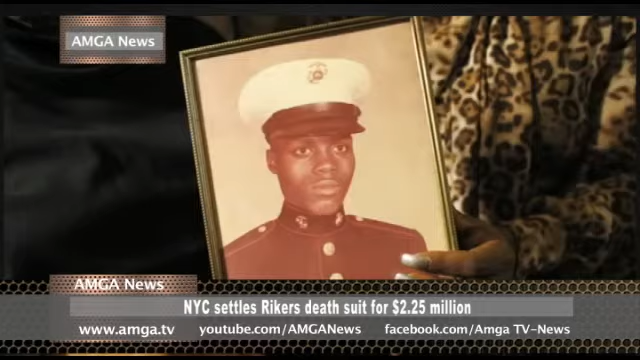 AMGA News
AMGA News
NYC settles Rikers death suit for $2.25 million
www.amga.tv youtube.com/AMGANews facebook.com/Amga TV-News